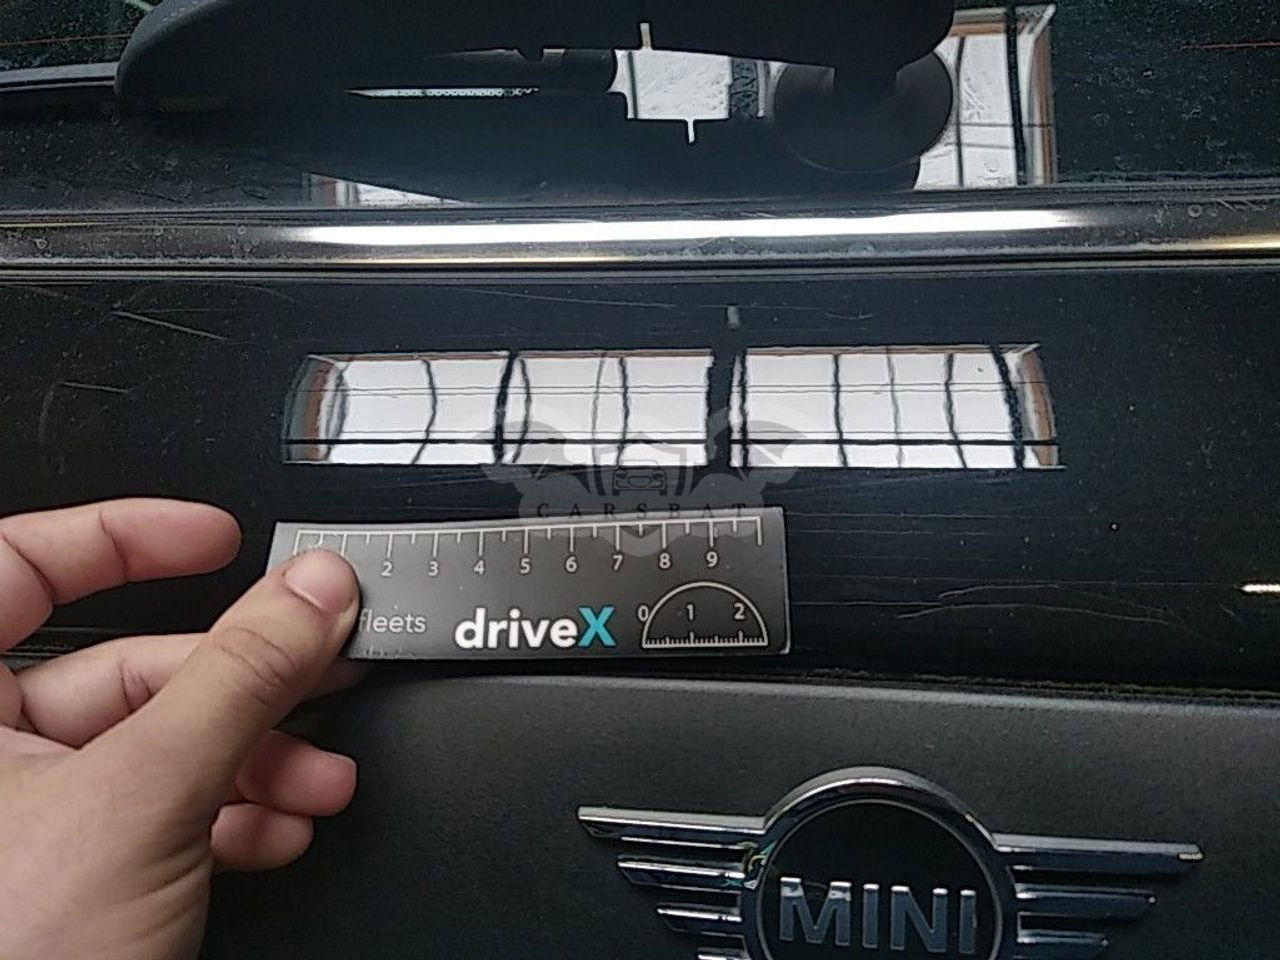 CARSBAT
2 3 4 5 6 7 8 9
fleets driveX 0 1 2
MINI